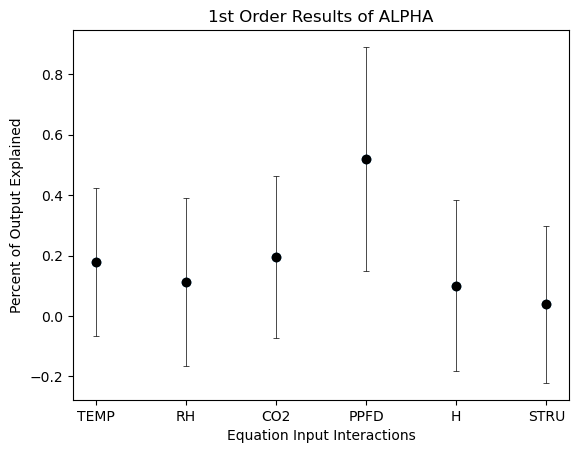 1st Order Results of ALPHA
Percent of Output Explained
0.8
0.6
0.4
0.2
0.0
−0.2
TEMP RH CO2 PPFD H STRU
Equation Input Interactions